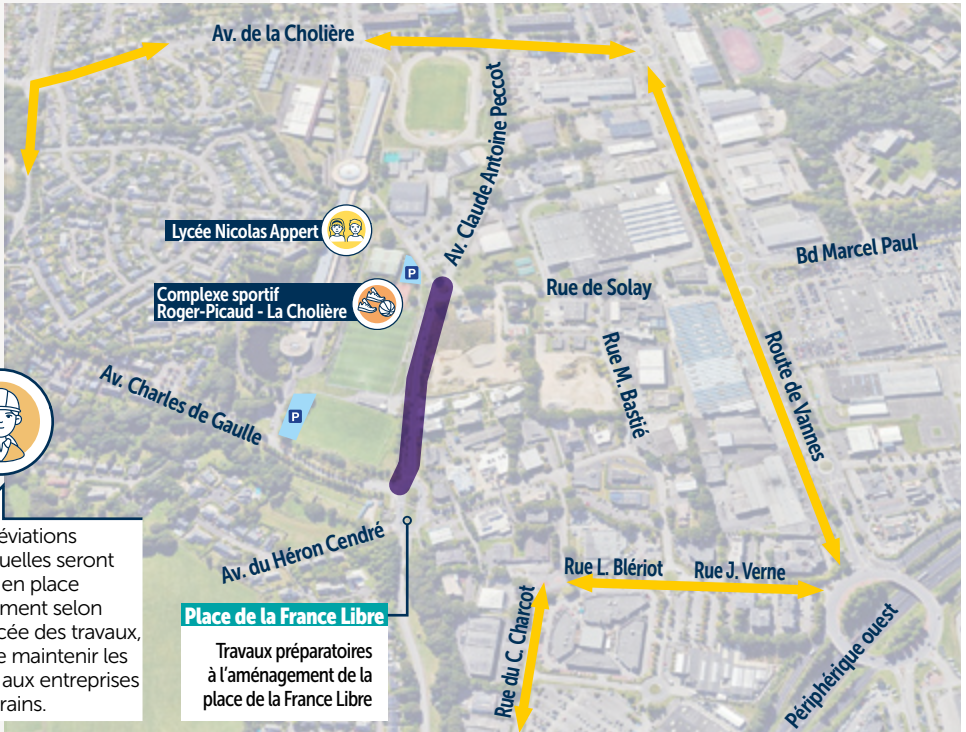 Av. de la Cholière
Av. Claude Antoine Peccot
Lycée Nicolas Appert
P
Bd Marcel Paul
Complexe sportif
Roger-Picaud - La Cholière
Rue de Solay
Rue M. Bastié
Route de Vannes
Av. Charles de Gaulle
P
éviations
uelles seront
en place
ment selon
cée des travaux,
e maintenir les
aux entreprises
rains.
Av. du Héron Cendré
Place de la France Libre
Travaux préparatoires
à l'aménagement de la
place de la France Libre
Rue L. Blériot
Rue J. Verne
Rue du C. Charcot
Périphérique ouest